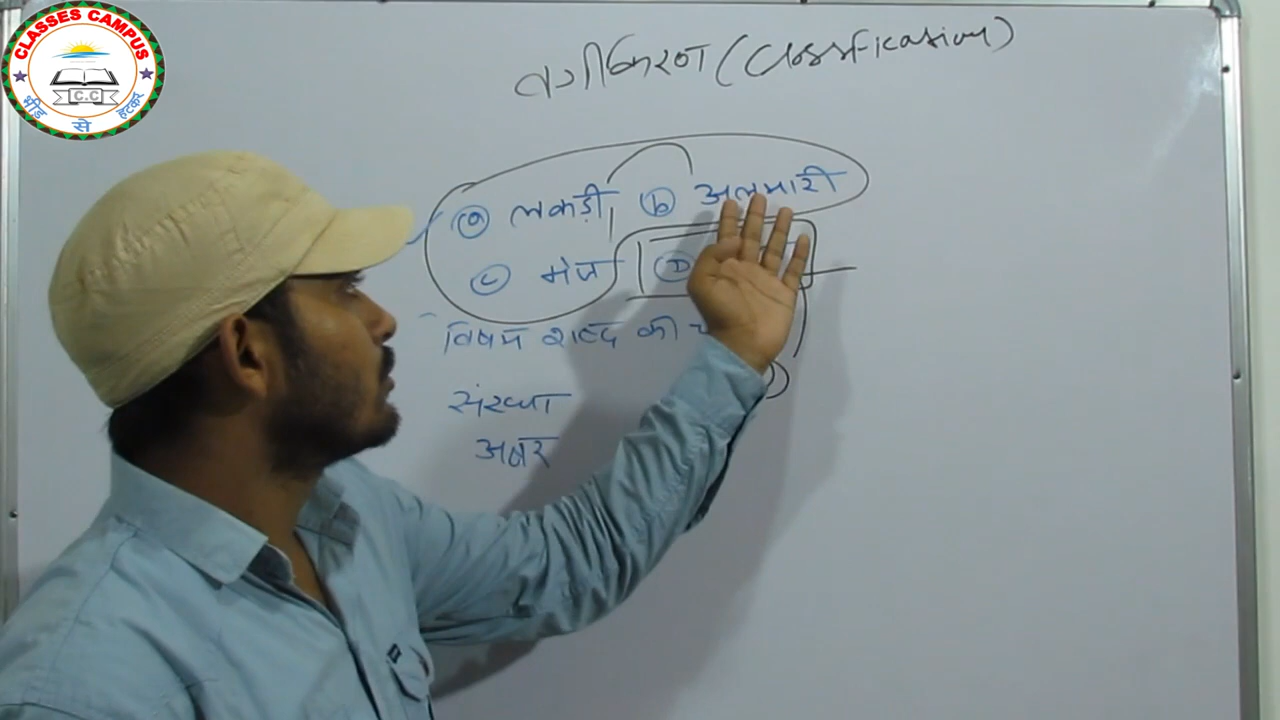 CLASSES CAMPUS
C.C
भीड़ से हटकर
वर्गीकरण (Classification)
(a) लकड़ी (b) अलमारी
(c) मेज (D)
विषम शब्द की
संख्या
अक्षर